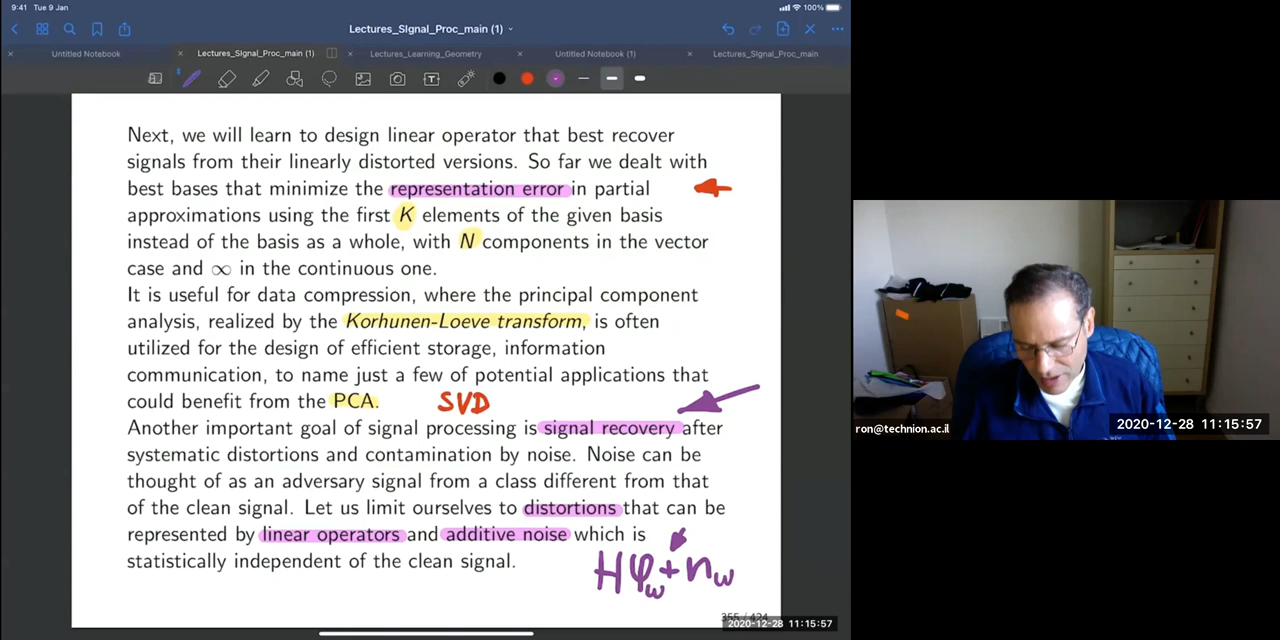 9:41 Tue 9 Jan
100%
Lectures_SIgnal_Proc_main (1)
Untitled Notebook
Lectures_SIgnal_Proc_main (1)
Lectures_Learning_Geometry
Untitled Notebook (1)
Lectures_SIgnal_Proc_main
Next, we will learn to design linear operator that best recover
signals from their linearly distorted versions. So far we dealt with
best bases that minimize the representation error in partial
approximations using the first K elements of the given basis
instead of the basis as a whole, with N components in the vector
case and ∞ in the continuous one.
It is useful for data compression, where the principal component
analysis, realized by the Korhunen-Loeve transform, is often
utilized for the design of efficient storage, information
communication, to name just a few of potential applications that
could benefit from the PCA.
SVD
Another important goal of signal processing is signal recovery after
systematic distortions and contamination by noise. Noise can be
thought of as an adversary signal from a class different from that
of the clean signal. Let us limit ourselves to distortions that can be
represented by linear operators and additive noise which is
statistically independent of the clean signal.
Hφω+nω
355 / 424
2020-12-28 11:15:57
ron@technion.ac.il
2020-12-28 11:15:57